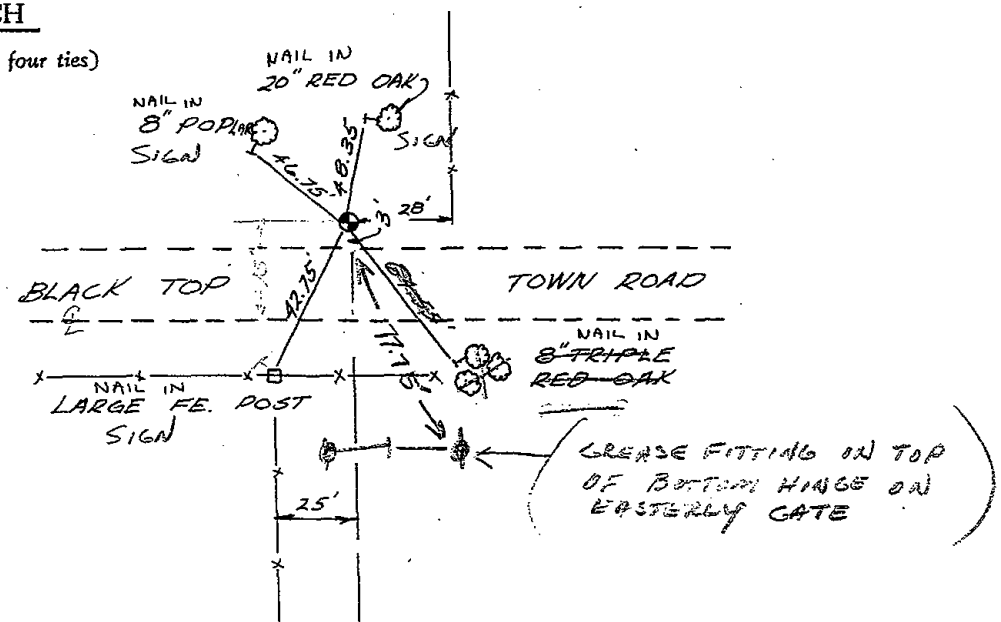 CH
four ties)
NAIL IN
20" RED OAK
SIGN
NAIL IN
8" POPLAR
SIGN
46.75'
48.35'
3'
28'
BLACK TOP
TOWN ROAD
℄
42.75'
NAIL IN
8" TRIPLE
RED OAK
NAIL IN
LARGE FE. POST
SIGN
25'
GREASE FITTING ON TOP
OF BOTTOM HINGE ON
EASTERLY GATE